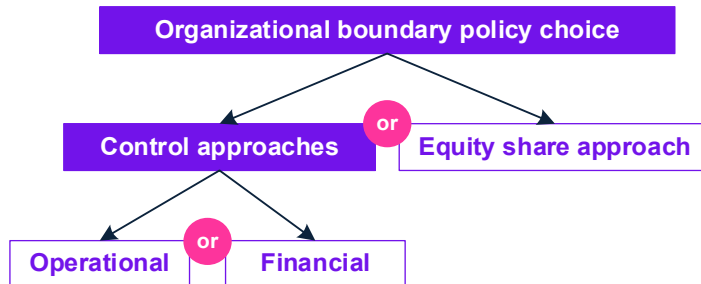 Organizational boundary policy choice
Control approaches
or
Equity share approach
Operational
or
Financial